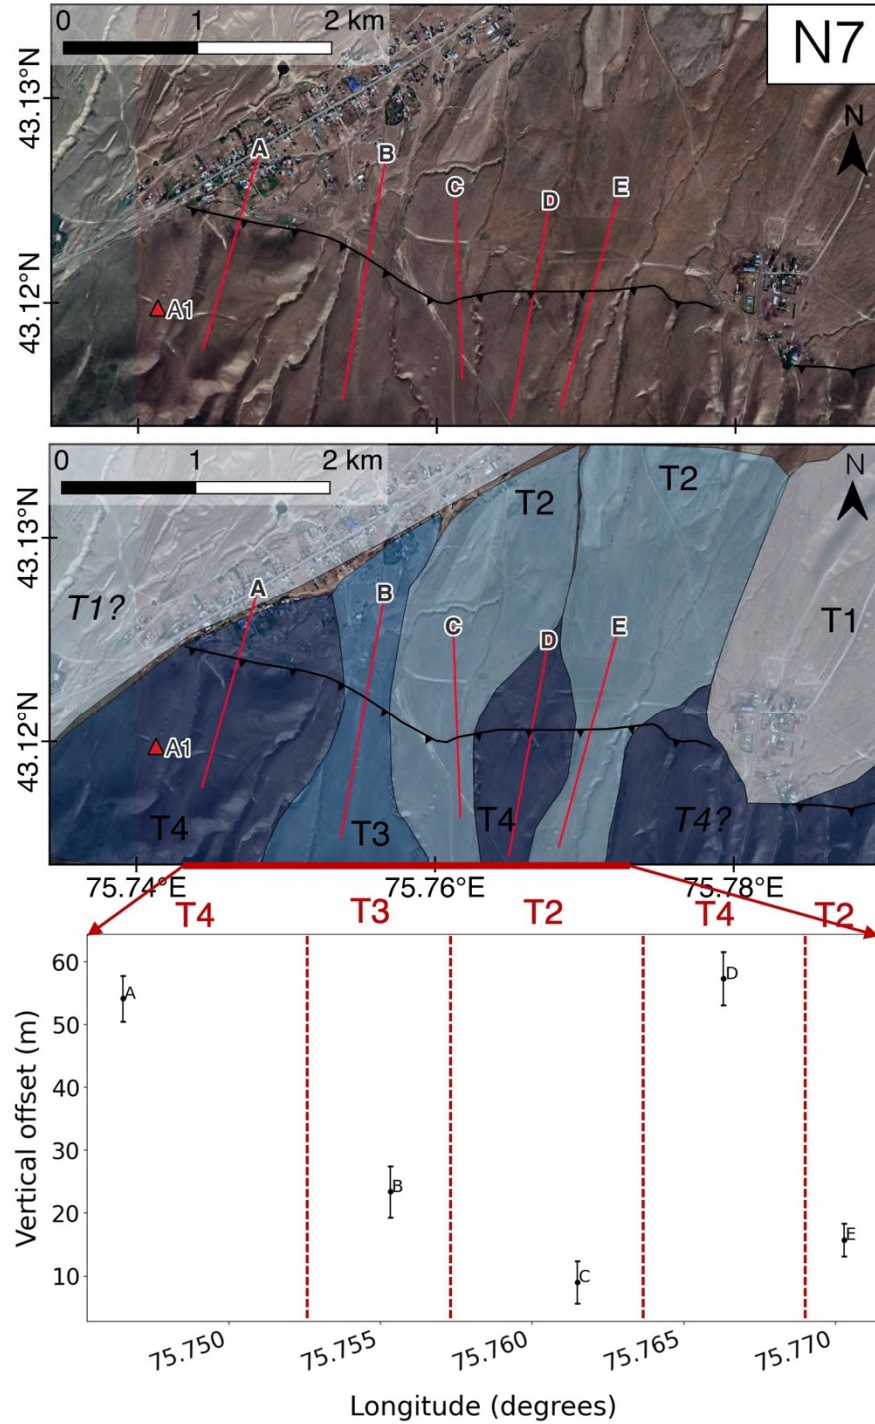 0 1 2 km
N7
43.13°N
N
A
B
C
D
E
43.12°N
A1
0 1 2 km
N
T2
T2
43.13°N
T1?
A
B
C
D
E
T1
43.12°N
A1
T4
T3
T4
T4?
75.74°E 75.76°E 75.78°E
T4 T3 T2 T4 T2
60
50
40
30
20
10
Vertical offset (m)
A
B
C
D
E
75.750 75.755 75.760 75.765 75.770
Longitude (degrees)